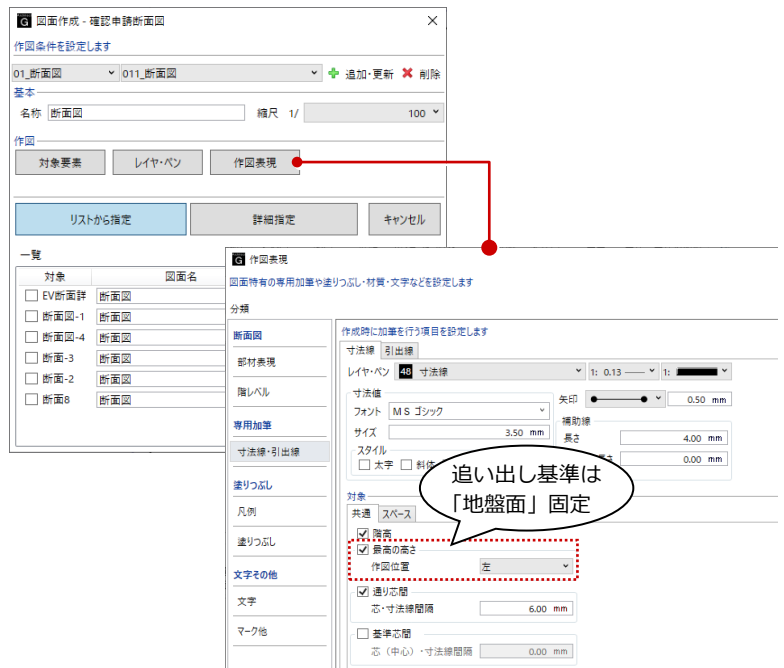 G 図面作成 - 確認申請断面図
作図条件を設定します
01_断面図 011_断面図 追加・更新 削除
基本
名称 断面図 縮尺 1/ 100
作図
対象要素 レイヤ・ペン 作図表現
リストから指定 詳細指定 キャンセル
一覧
対象 図面名
EV断面詳 断面図
断面図-1 断面図
断面図-4 断面図
断面-3 断面図
断面-2 断面図
断面8 断面図
G 作図表現
図面特有の専用加筆や塗りつぶし・材質・文字などを設定します
分類
断面図
部材表現
階レベル
専用加筆
寸法線・引出線
塗りつぶし
凡例
塗りつぶし
文字その他
文字
マーク他
作成時に加筆を行う項目を設定します
寸法線 引出線
レイヤ・ペン 48 寸法線 1: 0.13 1:
寸法値
フォント ＭＳ ゴシック
サイズ 3.50 mm
スタイル
太字 斜体
矢印 0.50 mm
補助線
長さ 4.00 mm
さ 0.00 mm
追い出し基準は
「地盤面」固定
対象
共通 スペース
階高
最高の高さ
作図位置 左
通り芯間
芯・寸法線間隔 6.00 mm
基準芯間
芯（中心）・寸法線間隔 0.00 mm